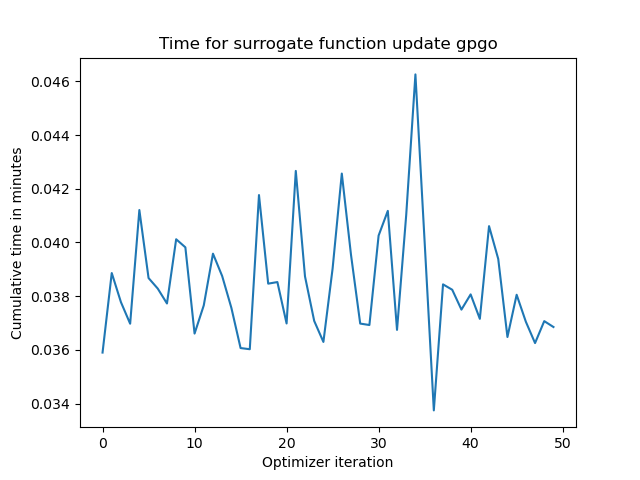 Time for surrogate function update gpgo
Cumulative time in minutes
0.046
0.044
0.042
0.040
0.038
0.036
0.034
0 10 20 30 40 50
Optimizer iteration